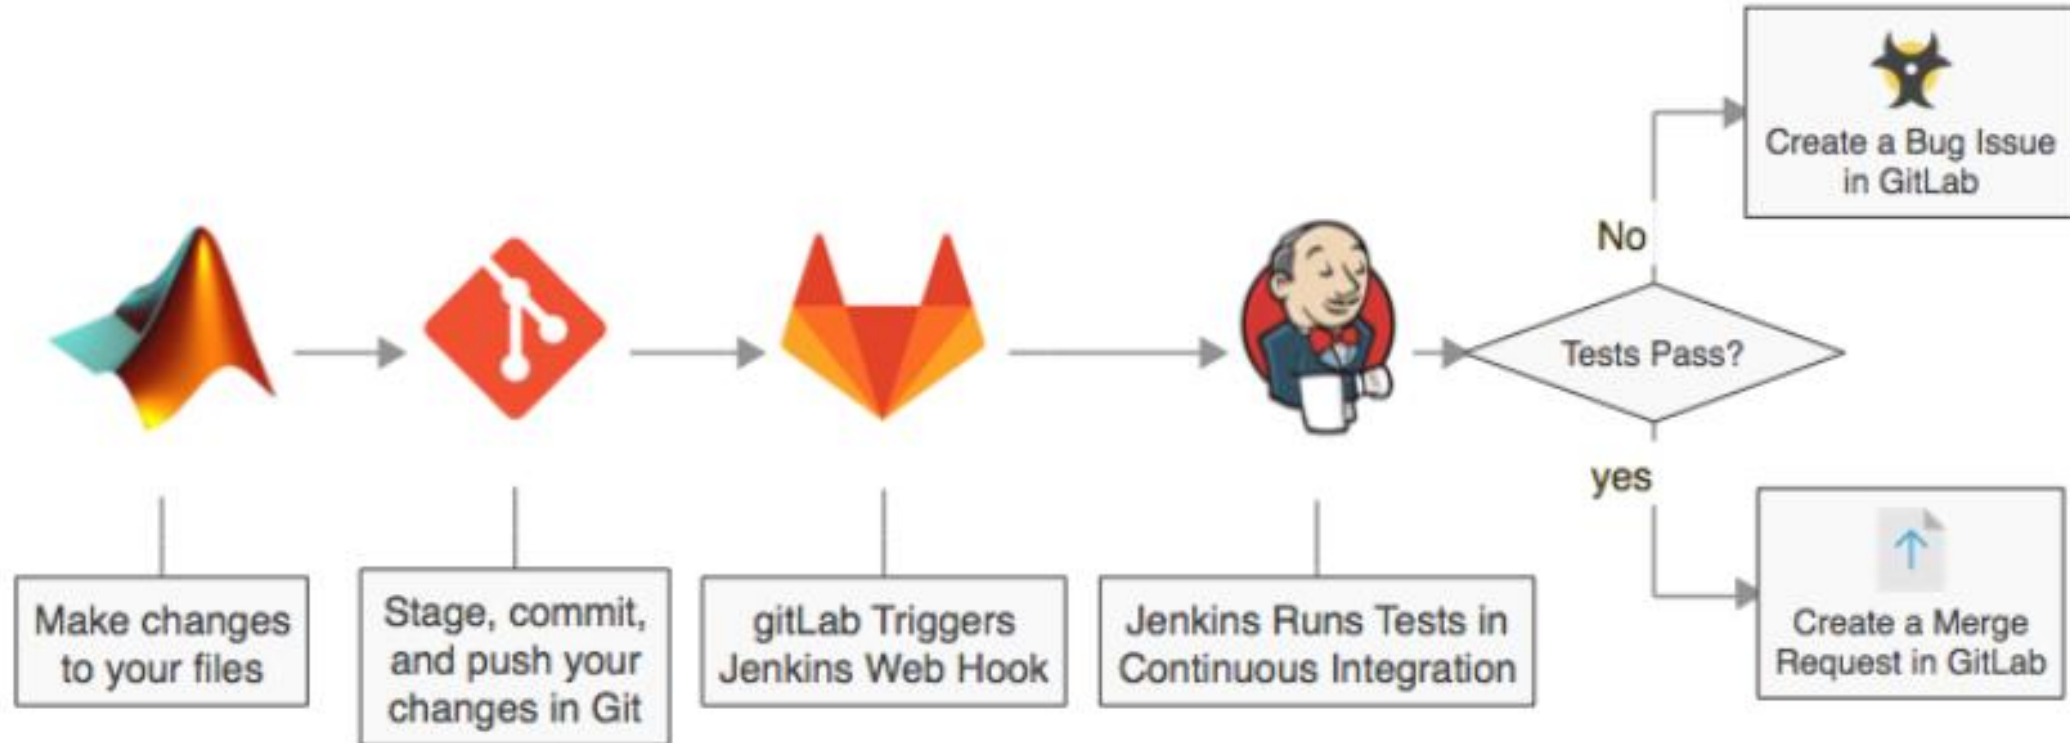 Make changes
to your files
Stage, commit,
and push your
changes in Git
gitLab Triggers
Jenkins Web Hook
Jenkins Runs Tests in
Continuous Integration
Tests Pass?
No
Create a Bug Issue
in GitLab
yes
Create a Merge
Request in GitLab